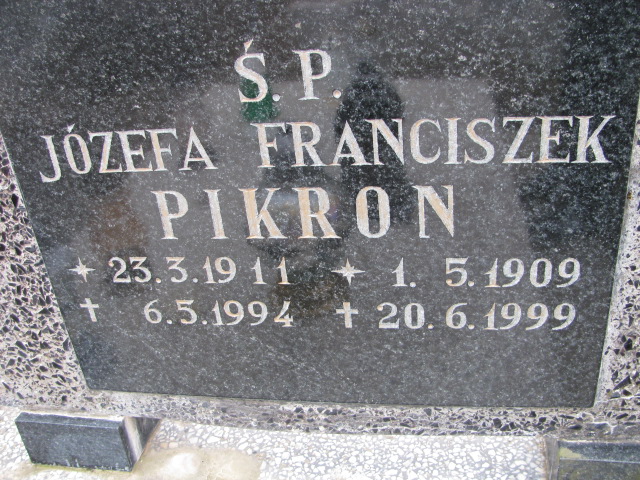 Ś.P.
JÓZEFA FRANCISZEK
PIKRON
* 23.3.1911 * 1.5.1909
† 6.5.1994 † 20.6.1999